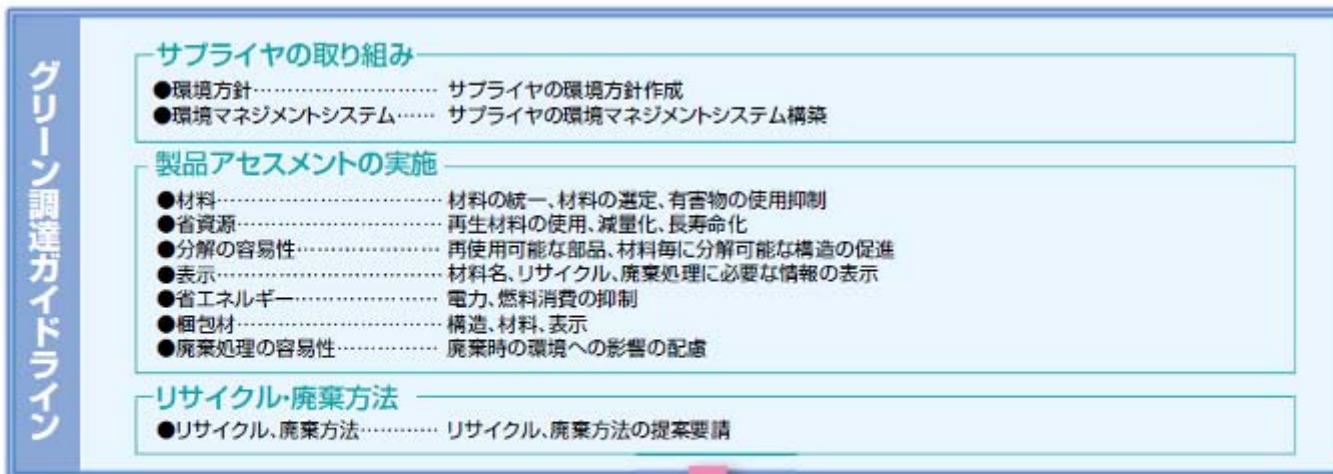 グリーン調達ガイドライン
サプライヤの取り組み
●環境方針……………………… サプライヤの環境方針作成
●環境マネジメントシステム…… サプライヤの環境マネジメントシステム構築
製品アセスメントの実施
●材料…………………………… 材料の統一、材料の選定、有害物の使用抑制
●省資源………………………… 再生材料の使用、減量化、長寿命化
●分解の容易性………………… 再使用可能な部品、材料毎に分解可能な構造の促進
●表示…………………………… 材料名、リサイクル、廃棄処理に必要な情報の表示
●省エネルギー………………… 電力、燃料消費の抑制
●梱包材………………………… 構造、材料、表示
●廃棄処理の容易性…………… 廃棄時の環境への影響の配慮
リサイクル・廃棄方法
●リサイクル、廃棄方法………… リサイクル、廃棄方法の提案要請